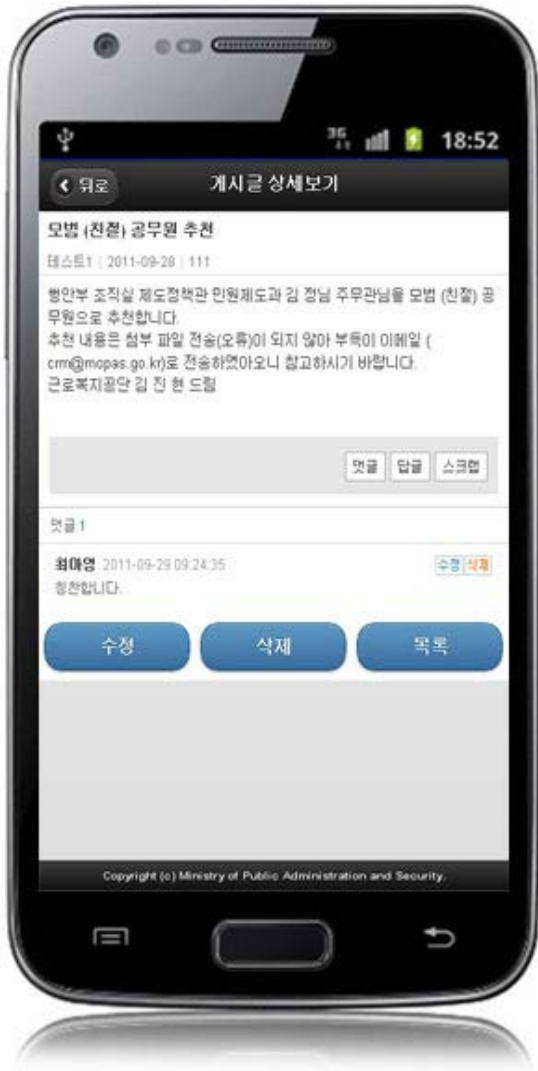 3G
18:52
뒤로
게시글 상세보기
모범 (친절) 공무원 추천
테스트1 | 2011-09-28 | 111
행안부 조직실 제도정책관 민원제도과 김 정님 주무관님을 모범 (친절) 공
무원으로 추천합니다.
추천 내용은 첨부 파일 전송(오류)이 되지 않아 부득이 이메일 (
crm@mopas.go.kr)로 전송하였아오니 참고하시기 바랍니다.
근로복지공단 김 진 현 드림
댓글 답글 스크랩
댓글 1
최마영 2011-09-29 09:24:35 수정 삭제
칭찬합니다.
수정 삭제 목록
Copyright (c) Ministry of Public Administration and Security.